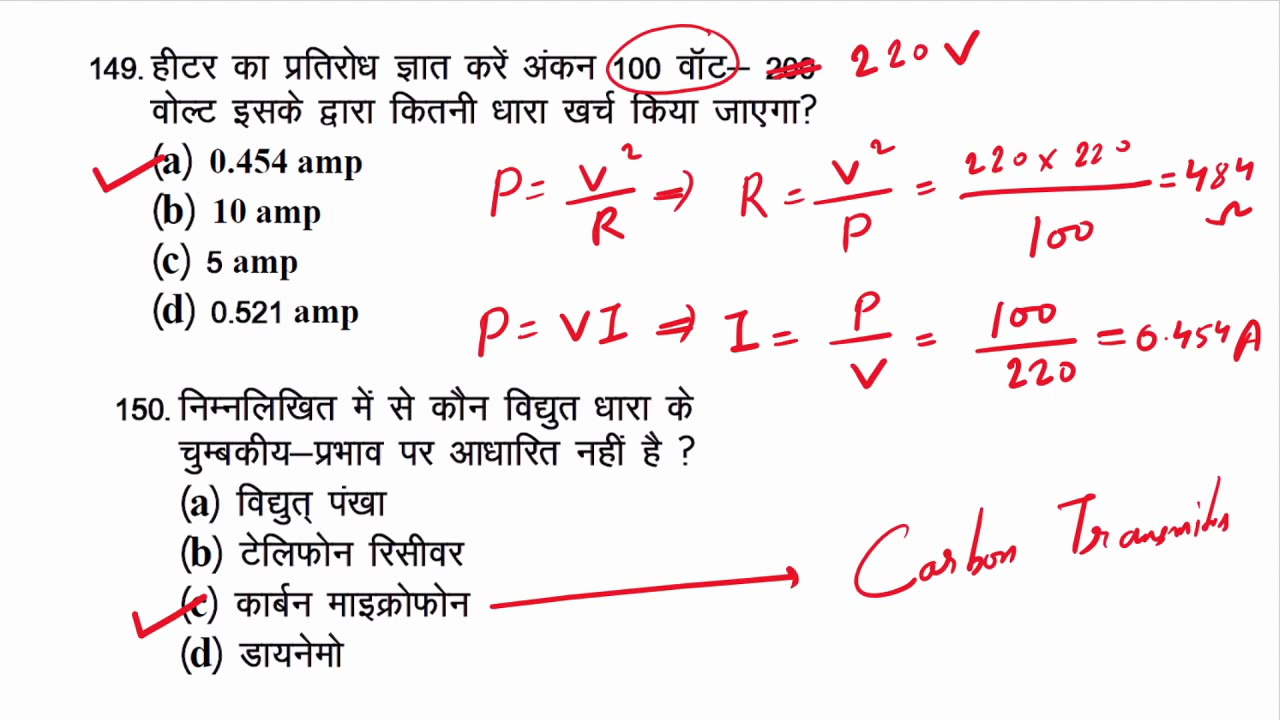 149. हीटर का प्रतिरोध ज्ञात करें अंकन 100 वॉट– 200 220 V
वोल्ट इसके द्वारा कितनी धारा खर्च किया जाएगा?
(a) 0.454 amp
(b) 10 amp
(c) 5 amp
(d) 0.521 amp
P = V²/R ⇒ R = V²/P = 220 x 220/100 = 484 Ω
P = VI ⇒ I = P/V = 100/220 = 0.454 A
150. निम्नलिखित में से कौन विद्युत धारा के
चुम्बकीय–प्रभाव पर आधारित नहीं है ?
(a) विद्युत् पंखा
(b) टेलिफोन रिसीवर
(c) कार्बन माइक्रोफोन → Carbon Transmitter
(d) डायनेमो